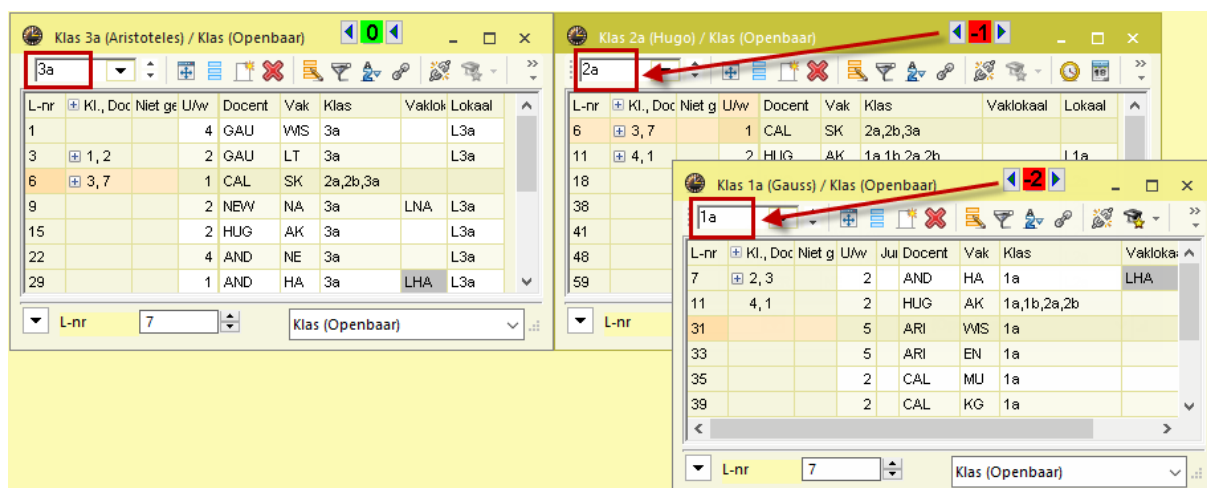 Klas 3a (Aristoteles) / Klas (Openbaar) 0
3a
L-nr Kl., Doc Niet ge U/w Docent Vak Klas Vaklok Lokaal
1 4 GAU WIS 3a L3a
3 1, 2 2 GAU LT 3a L3a
6 3, 7 1 CAL SK 2a,2b,3a
9 2 NEW NA 3a LNA L3a
15 2 HUG AK 3a L3a
22 4 AND NE 3a L3a
29 1 AND HA 3a LHA L3a
L-nr 7 Klas (Openbaar)
Klas 2a (Hugo) / Klas (Openbaar) -1
2a
L-nr Kl., Doc Niet g U/w Docent Vak Klas Vaklokaal Lokaal
6 3, 7 1 CAL SK 2a,2b,3a
11 4, 1 2 HUG AK 1a,1b,2a,2b L1a
18
38
41
48
59
L-nr
Klas 1a (Gauss) / Klas (Openbaar) -2
1a
L-nr Kl., Doc Niet g U/w Jui Docent Vak Klas Vakloka
7 2, 3 2 AND HA 1a LHA
11 4, 1 2 HUG AK 1a,1b,2a,2b
31 5 ARI WIS 1a
33 5 ARI EN 1a
35 2 CAL MU 1a
39 2 CAL KG 1a
L-nr 7 Klas (Openbaar)